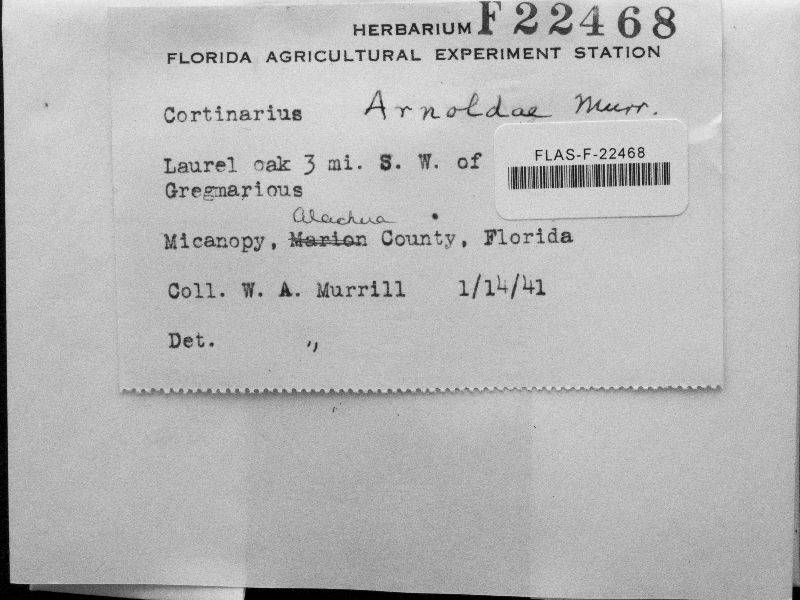 HERBARIUM F22468
FLORIDA AGRICULTURAL EXPERIMENT STATION
Cortinarius Arnoldae Murr.
FLAS-F-22468
Laurel oak 3 mi. S. W. of
Gregmarious
Alachua
Micanopy, Marion County, Florida
Coll. W. A. Murrill 1/14/41
Det. "